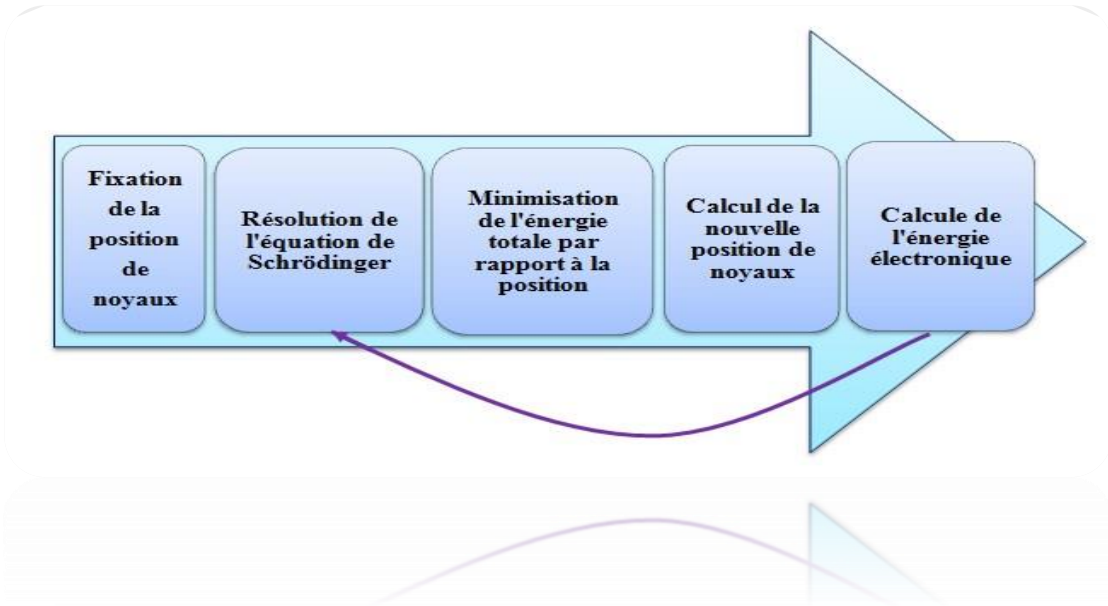 Fixation
de la
position
de
noyaux
Résolution de
l'équation de
Schrödinger
Minimisation
de l'énergie
totale par
rapport à la
position
Calcul de la
nouvelle
position de
noyaux
Calcule de
l'énergie
électronique